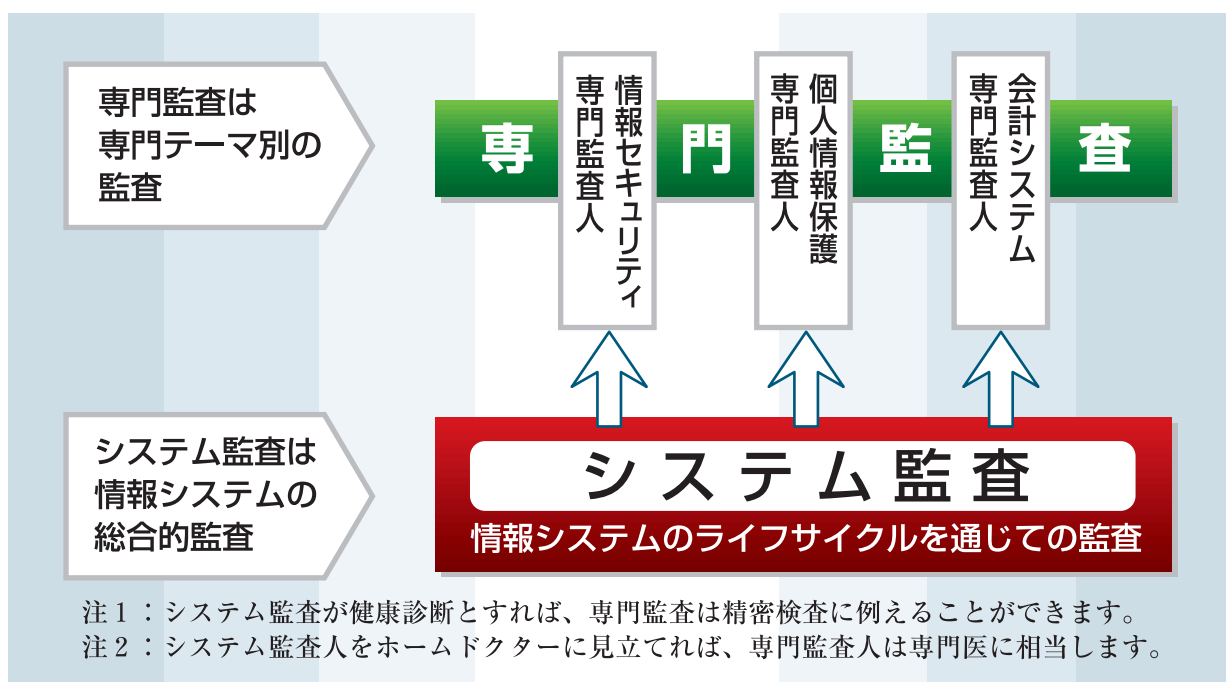 専門監査は
専門テーマ別の
監査
専門監査
情報セキュリティ
専門監査人
個人情報保護
専門監査人
会計システム
専門監査人
システム監査は
情報システムの
総合的監査
システム監査
情報システムのライフサイクルを通じての監査
注１：システム監査が健康診断とすれば、専門監査は精密検査に例えることができます。
注２：システム監査人をホームドクターに見立てれば、専門監査人は専門医に相当します。